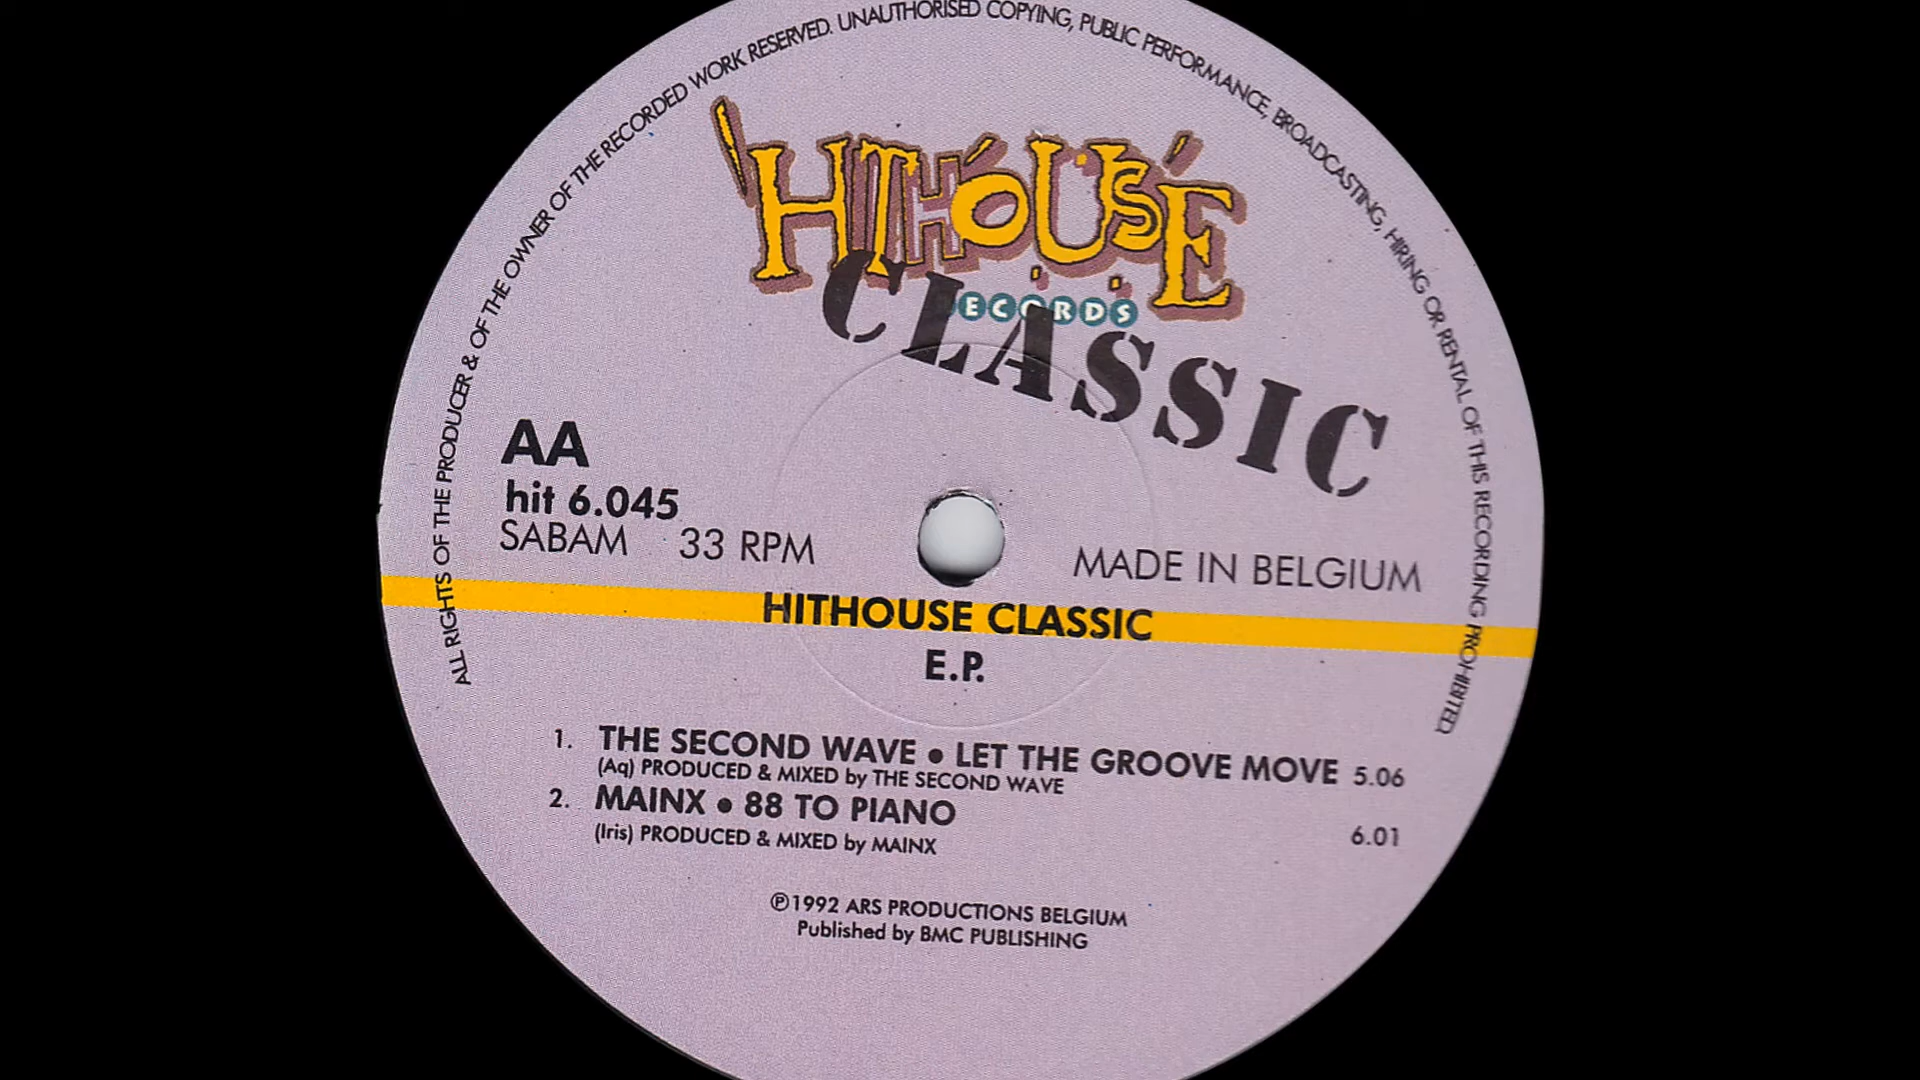 ALL RIGHTS OF THE PRODUCER & OF THE OWNER OF THE RECORDED WORK RESERVED. UNAUTHORISED COPYING, PUBLIC PERFORMANCE, BROADCASTING, HIRING OR RENTAL OF THIS RECORDING PROHIBITED
HITHOUSE
ECORDS
CLASSIC
AA
hit 6.045
SABAM 33 RPM
MADE IN BELGIUM
HITHOUSE CLASSIC
E.P.
1. THE SECOND WAVE ● LET THE GROOVE MOVE 5.06
(Aq) PRODUCED & MIXED by THE SECOND WAVE
2. MAINX ● 88 TO PIANO
(Iris) PRODUCED & MIXED by MAINX 6.01
℗1992 ARS PRODUCTIONS BELGIUM
Published by BMC PUBLISHING